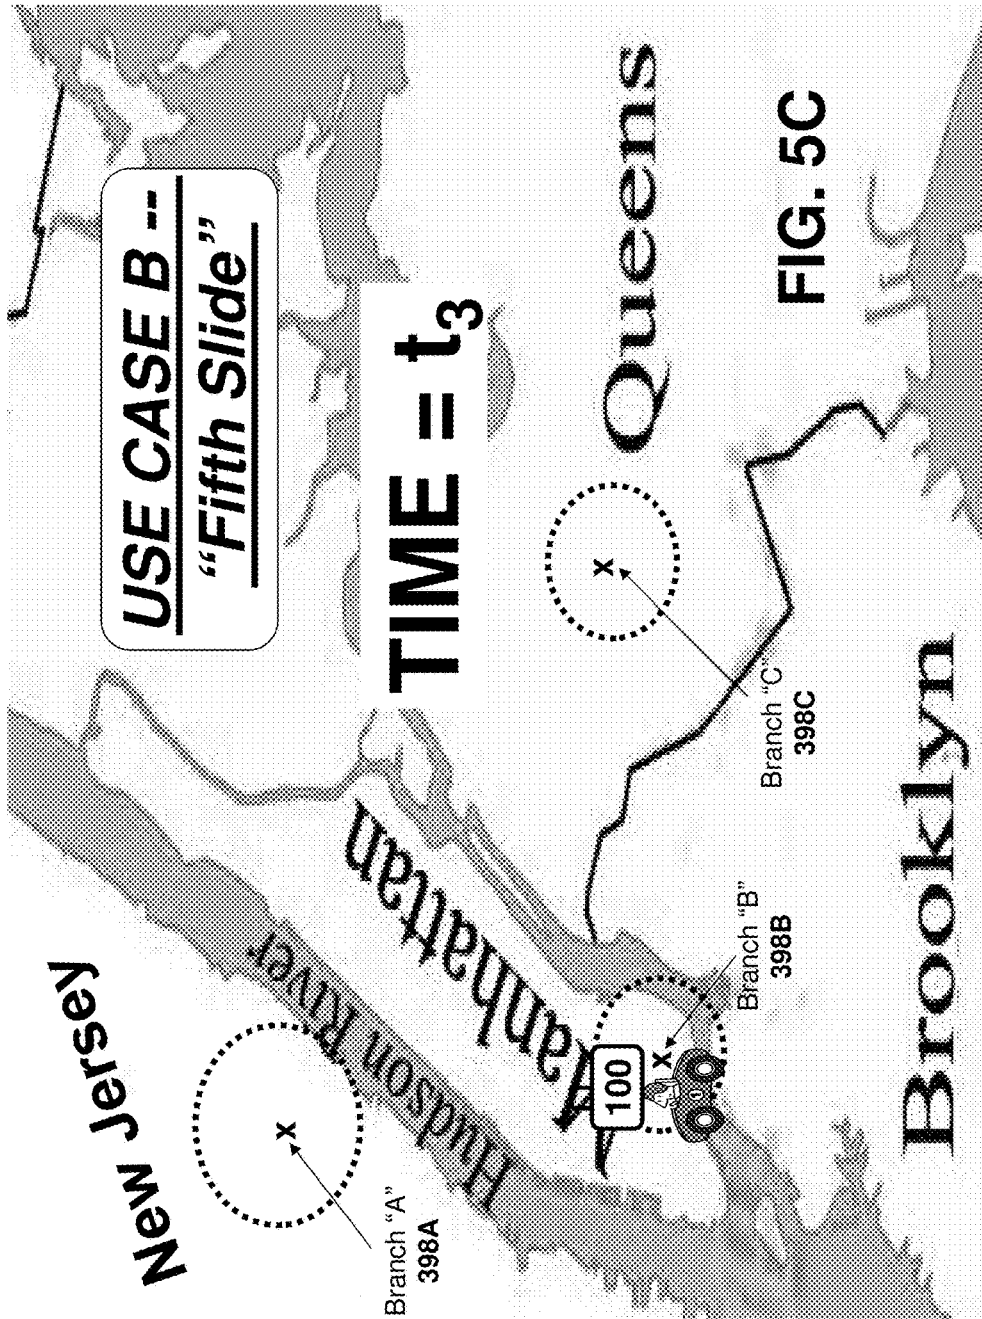 USE CASE B --
“Fifth Slide”
TIME = t3
New Jersey
Hudson River
Manhattan
Queens
Brooklyn
Branch “A”
398A
Branch “B”
398B
Branch “C”
398C
100
FIG. 5C
x
x
x